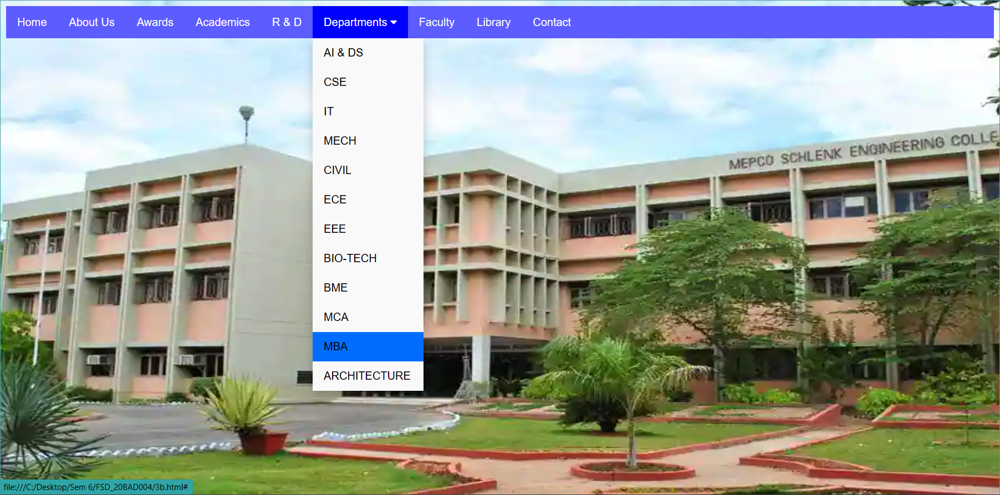 Home About Us Awards Academics R & D Departments Faculty Library Contact
AI & DS
CSE
IT
MECH
CIVIL
ECE
EEE
BIO-TECH
BME
MCA
MBA
ARCHITECTURE
MEPCO SCHLENK ENGINEERING COLLE
file:///C:/Desktop/Sem 6/FSD_20BAD004/3b.html#